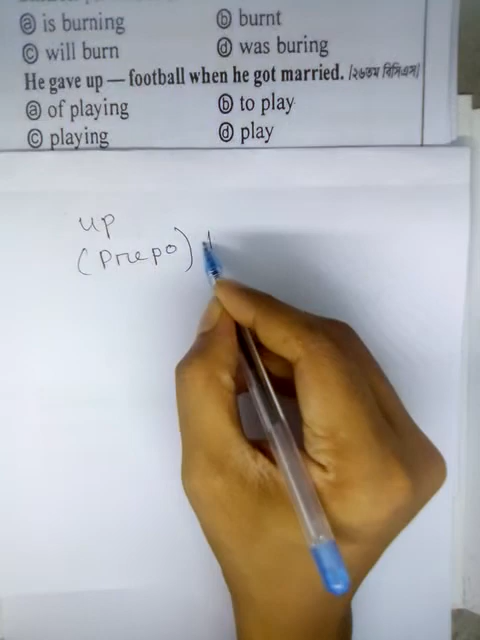 ⓐ is burning ⓑ burnt
ⓒ will burn ⓓ was buring
He gave up — football when he got married. [২৬তম বিসিএস]
ⓐ of playing ⓑ to play
ⓒ playing ⓓ play
up
(Prepo)